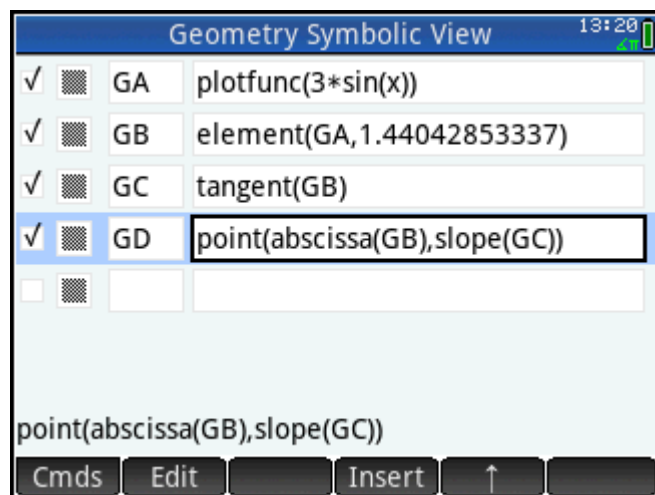 Geometry Symbolic View 13:20
∡π
√ GA plotfunc(3*sin(x))
√ GB element(GA,1.44042853337)
√ GC tangent(GB)
√ GD point(abscissa(GB),slope(GC))
point(abscissa(GB),slope(GC))
Cmds Edit Insert ↑